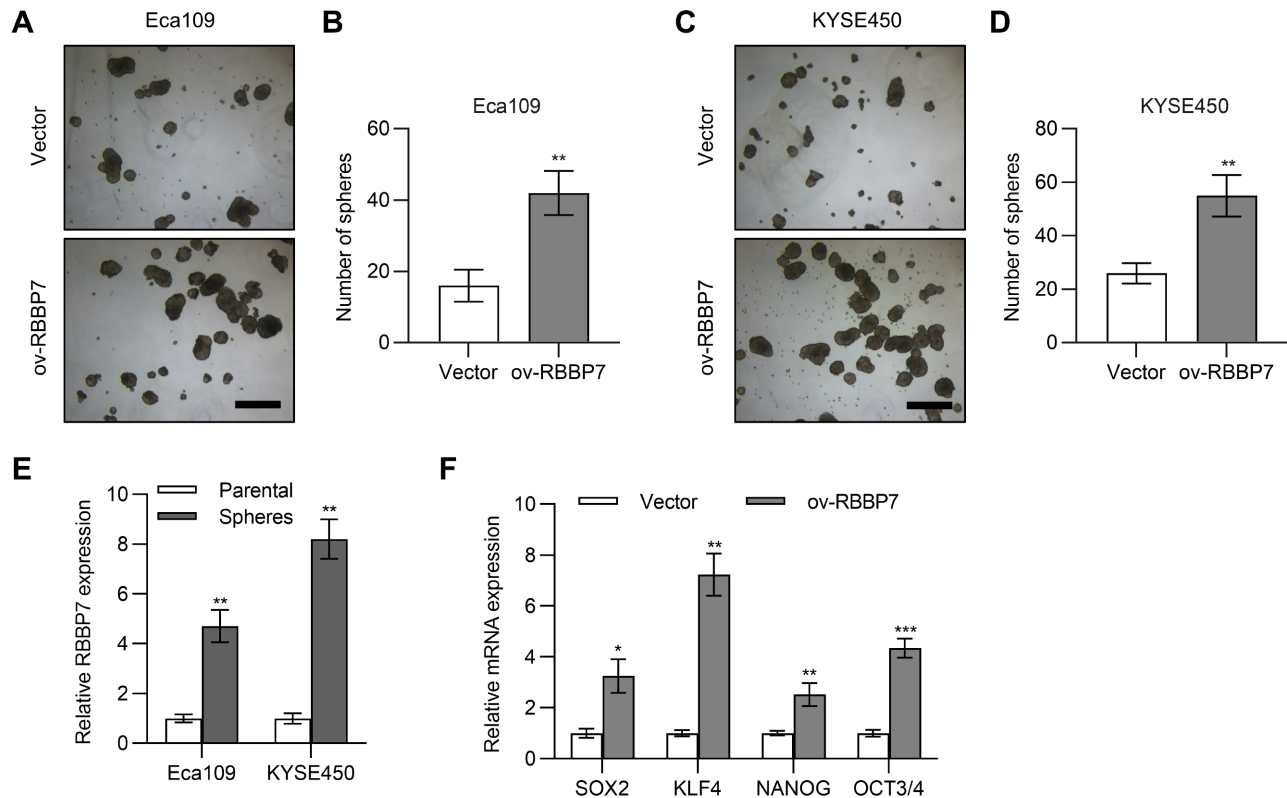 A
Eca109
Vector
ov-RBBP7
B
Eca109
Number of spheres
60
40
20
0
**
Vector
ov-RBBP7
C
KYSE450
Vector
ov-RBBP7
D
KYSE450
Number of spheres
80
60
40
20
0
**
Vector
ov-RBBP7
E
Relative RBBP7 expression
10
8
6
4
2
0
Parental
Spheres
**
**
Eca109
KYSE450
F
Relative mRNA expression
10
8
6
4
2
0
Vector
ov-RBBP7
*
**
**
***
SOX2
KLF4
NANOG
OCT3/4